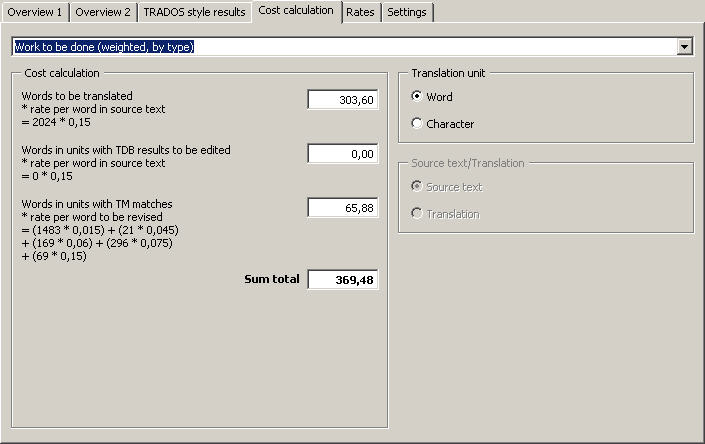 Overview 1 Overview 2 TRADOS style results Cost calculation Rates Settings
Work to be done (weighted, by type)
Cost calculation
Words to be translated
* rate per word in source text
= 2024 * 0,15
303,60
Words in units with TDB results to be edited
* rate per word in source text
= 0 * 0,15
0,00
Words in units with TM matches
* rate per word to be revised
= (1483 * 0,015) + (21 * 0,045)
+ (169 * 0,06) + (296 * 0,075)
+ (69 * 0,15)
65,88
Sum total 369,48
Translation unit
Word
Character
Source text/Translation
Source text
Translation